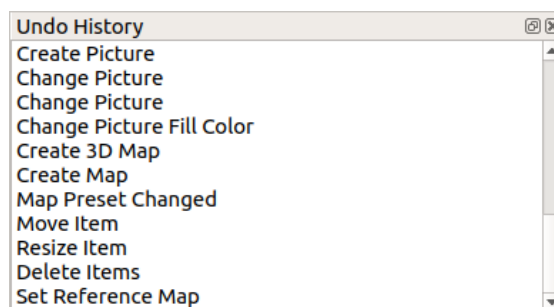 Undo History
Create Picture
Change Picture
Change Picture
Change Picture Fill Color
Create 3D Map
Create Map
Map Preset Changed
Move Item
Resize Item
Delete Items
Set Reference Map